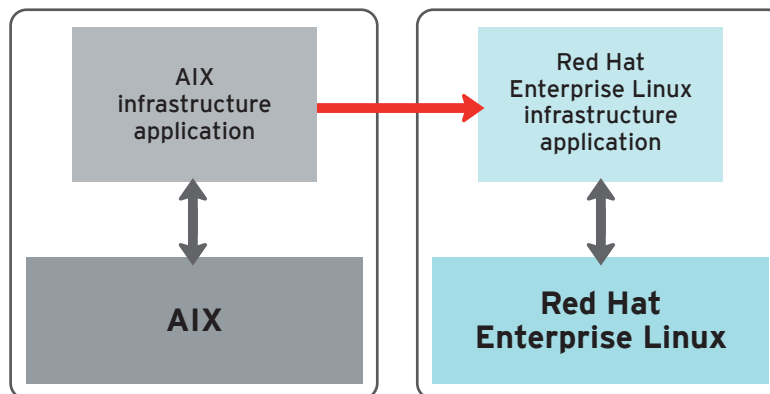 AIX
infrastructure
application
Red Hat
Enterprise Linux
infrastructure
application
AIX
Red Hat
Enterprise Linux